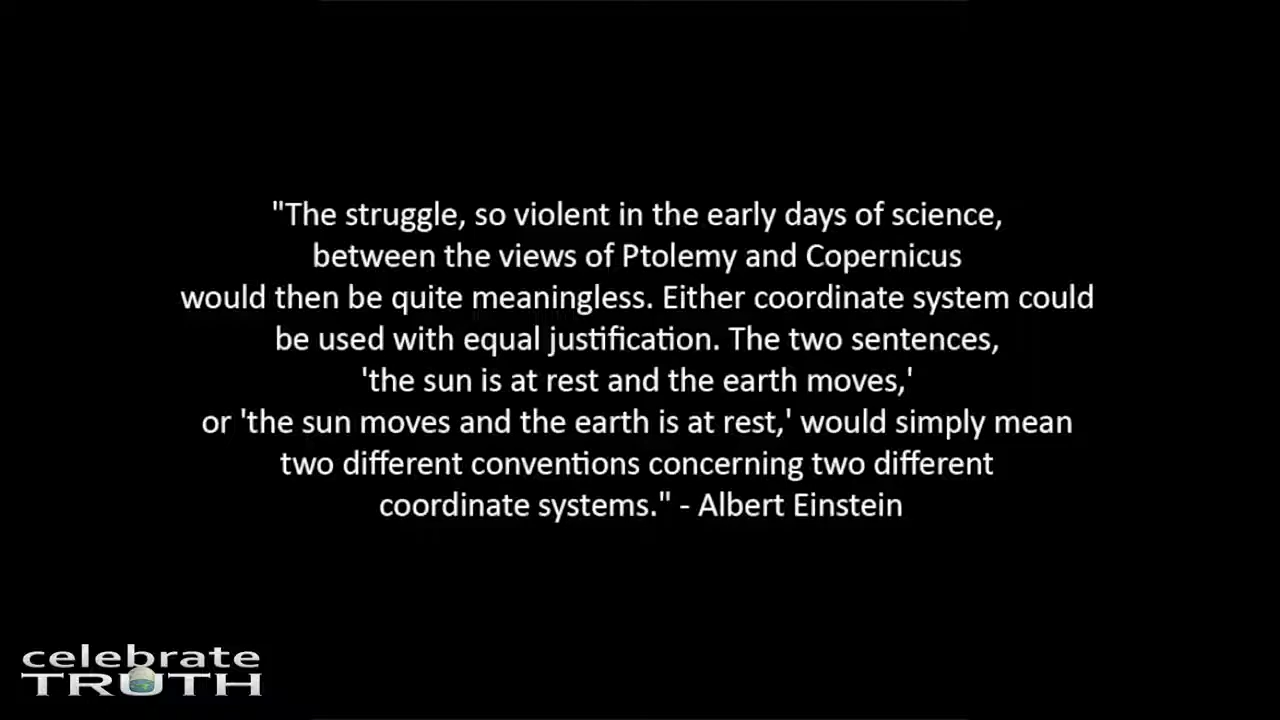 "The struggle, so violent in the early days of science,
between the views of Ptolemy and Copernicus
would then be quite meaningless. Either coordinate system could
be used with equal justification. The two sentences,
'the sun is at rest and the earth moves,'
or 'the sun moves and the earth is at rest,' would simply mean
two different conventions concerning two different
coordinate systems." - Albert Einstein
celebrate
TRUTH